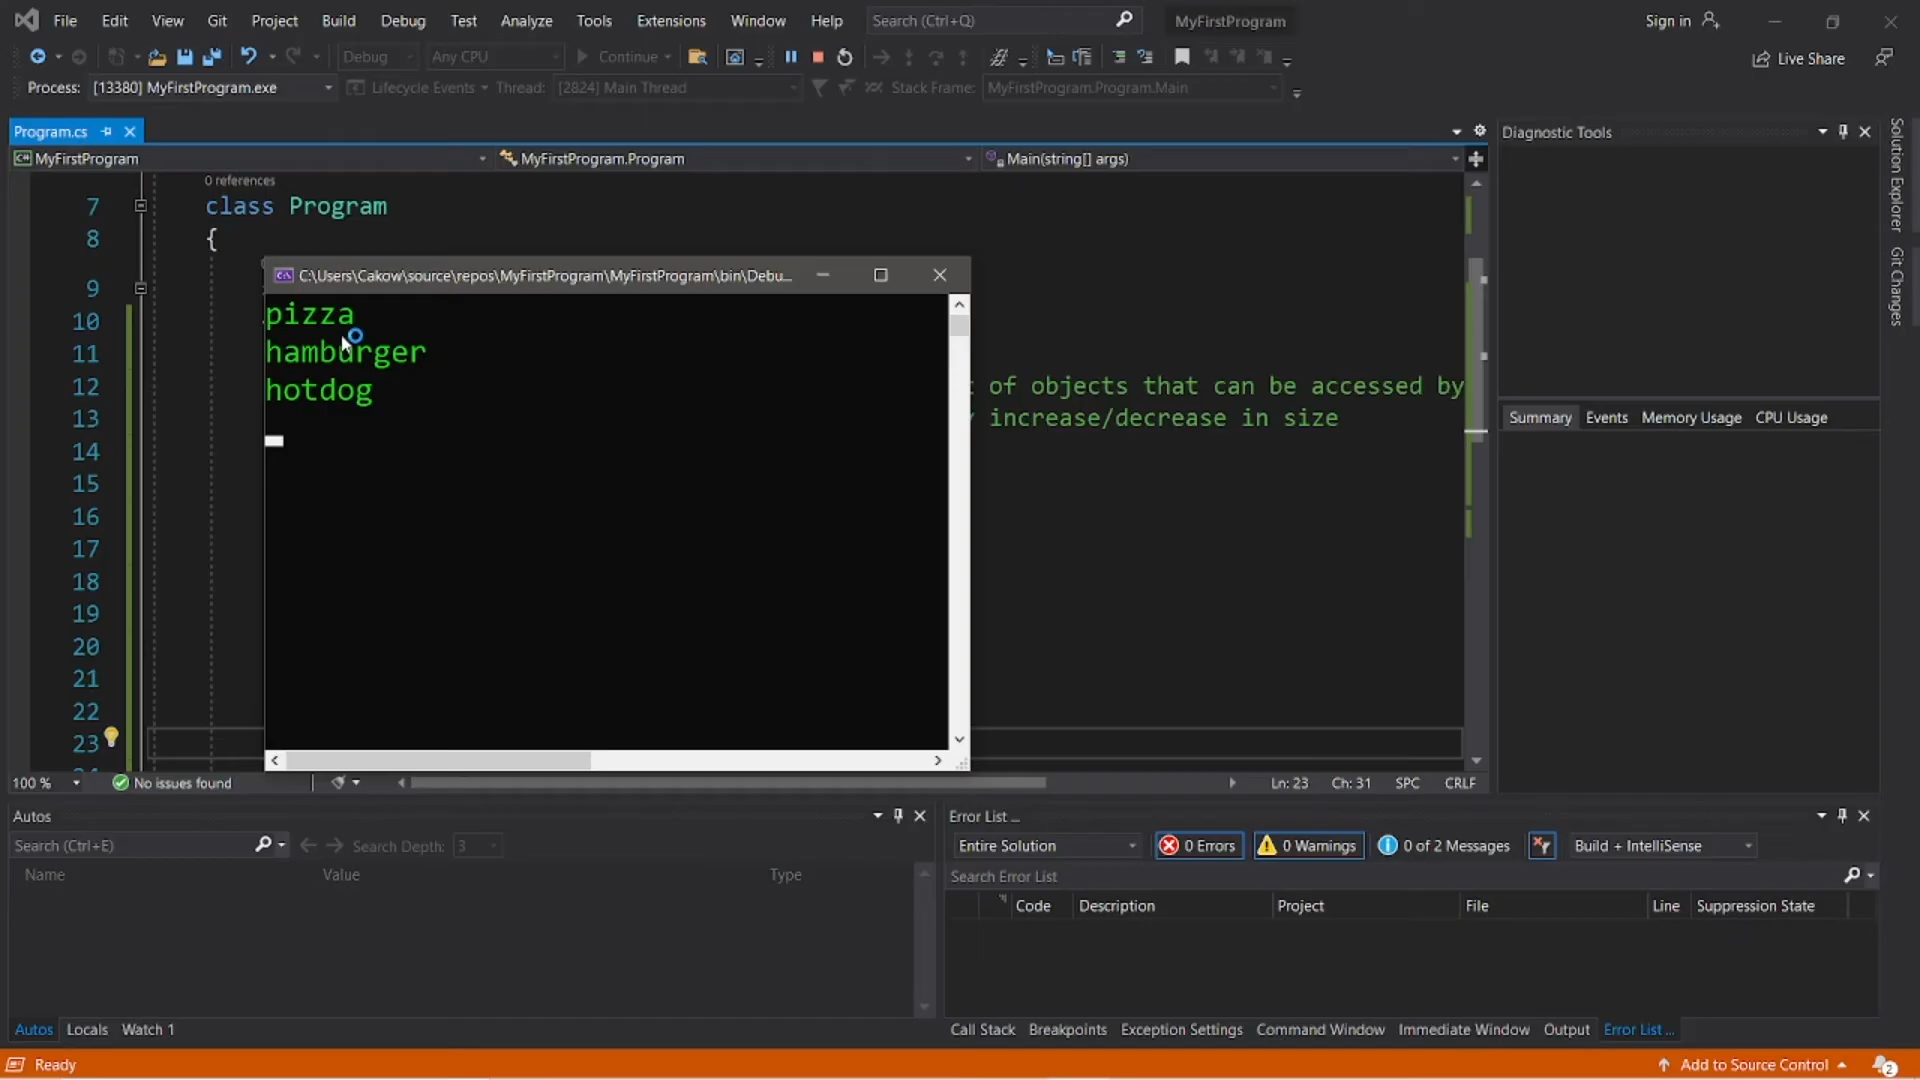 File Edit View Git Project Build Debug Test Analyze Tools Extensions Window Help Search (Ctrl+Q) MyFirstProgram Sign in
Debug Any CPU Continue Live Share
Process: [13380] MyFirstProgram.exe Lifecycle Events Thread: [2824] Main Thread Stack Frame: MyFirstProgram.Program.Main
Program.cs
MyFirstProgram MyFirstProgram.Program Main(string[] args)
0 references
7 class Program
8 {
9
10
11
12 of objects that can be accessed by
13 increase/decrease in size
14
15
16
17
18
19
20
21
22
23
C:\Users\Cakow\source\repos\MyFirstProgram\MyFirstProgram\bin\Debu...
pizza
hamburger
hotdog
100 % No issues found Ln: 23 Ch: 31 SPC CRLF
Diagnostic Tools
Summary Events Memory Usage CPU Usage
Solution Explorer
Git Changes
Autos
Search (Ctrl+E) Search Depth: 3
Name Value Type
Autos Locals Watch 1
Error List ...
Entire Solution 0 Errors 0 Warnings 0 of 2 Messages Build + IntelliSense
Search Error List
Code Description Project File Line Suppression State
Call Stack Breakpoints Exception Settings Command Window Immediate Window Output Error List ...
Ready Add to Source Control 2